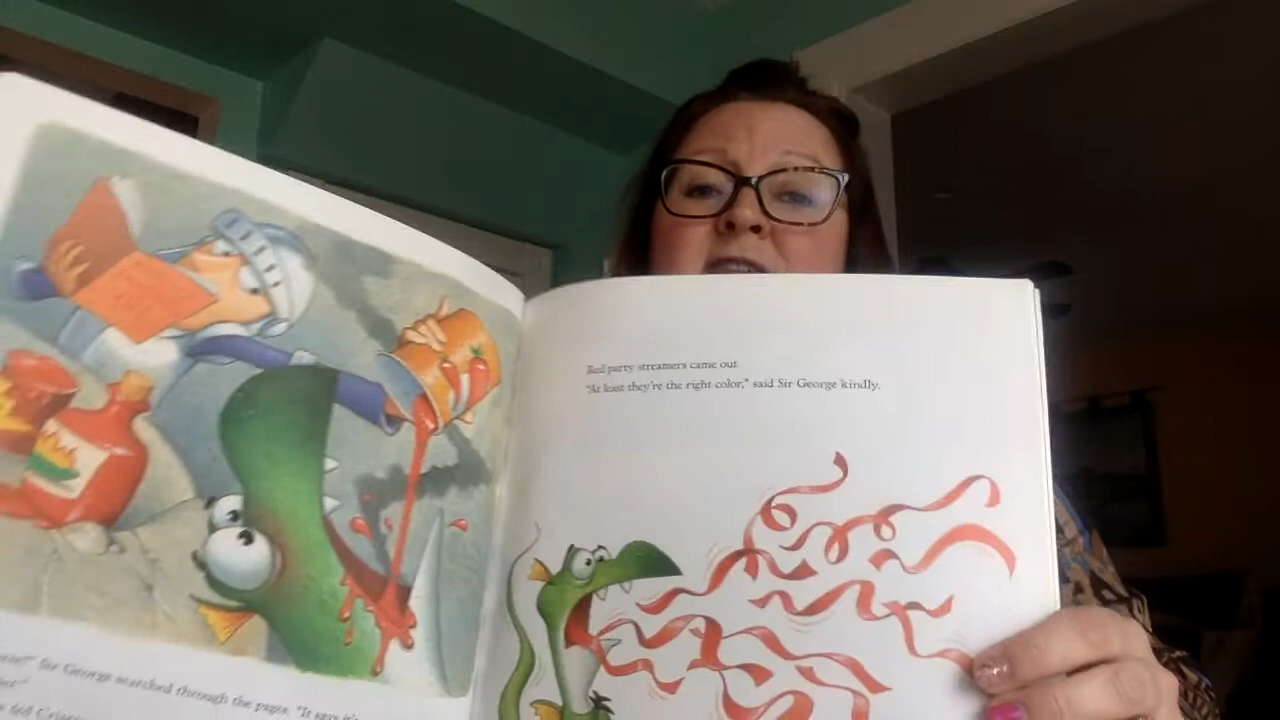 Sir George searched through the pages. "It says it's
Red party streamers came out.
"At least they're the right color," said Sir George kindly.